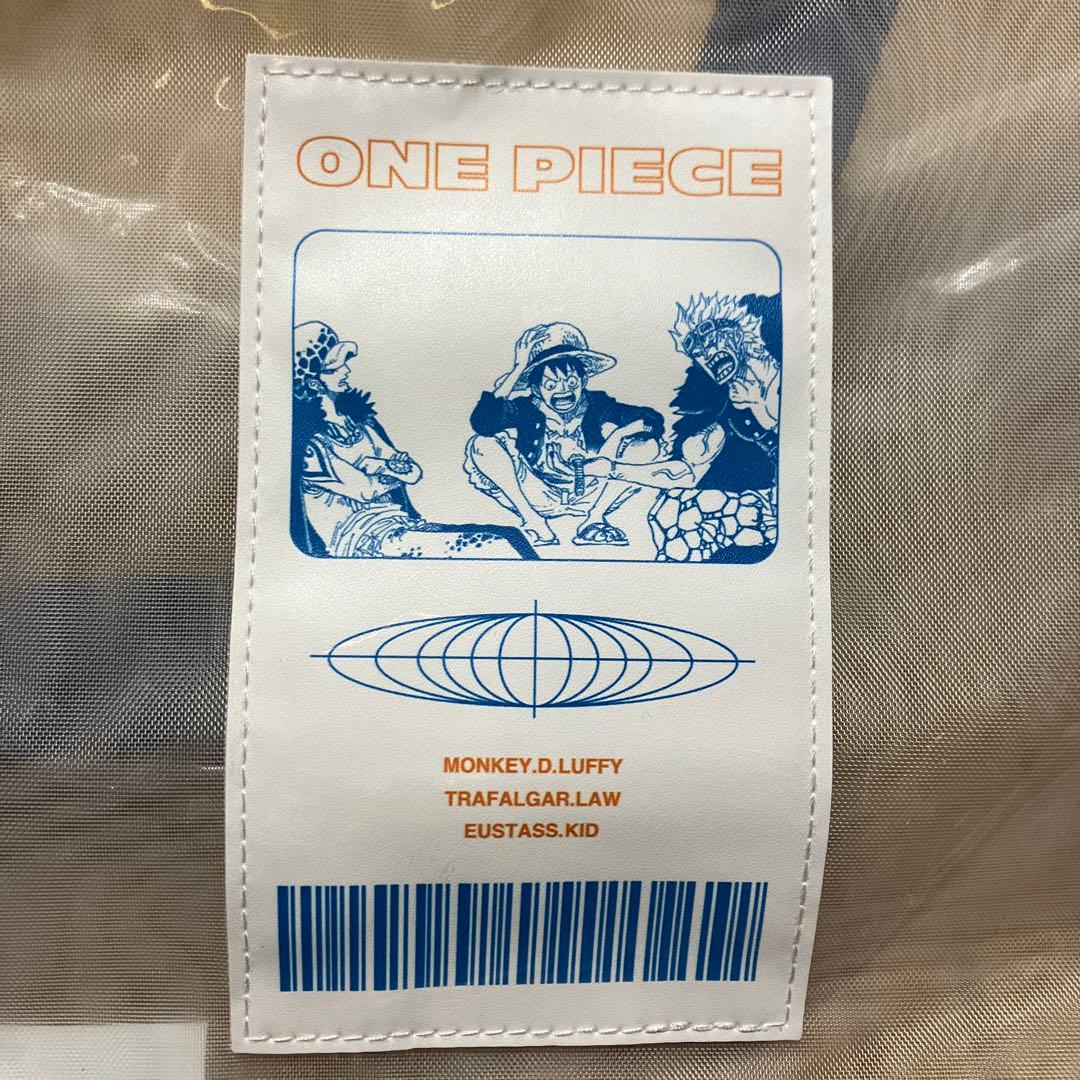 ONE PIECE
MONKEY.D.LUFFY
TRAFALGAR.LAW
EUSTASS.KID